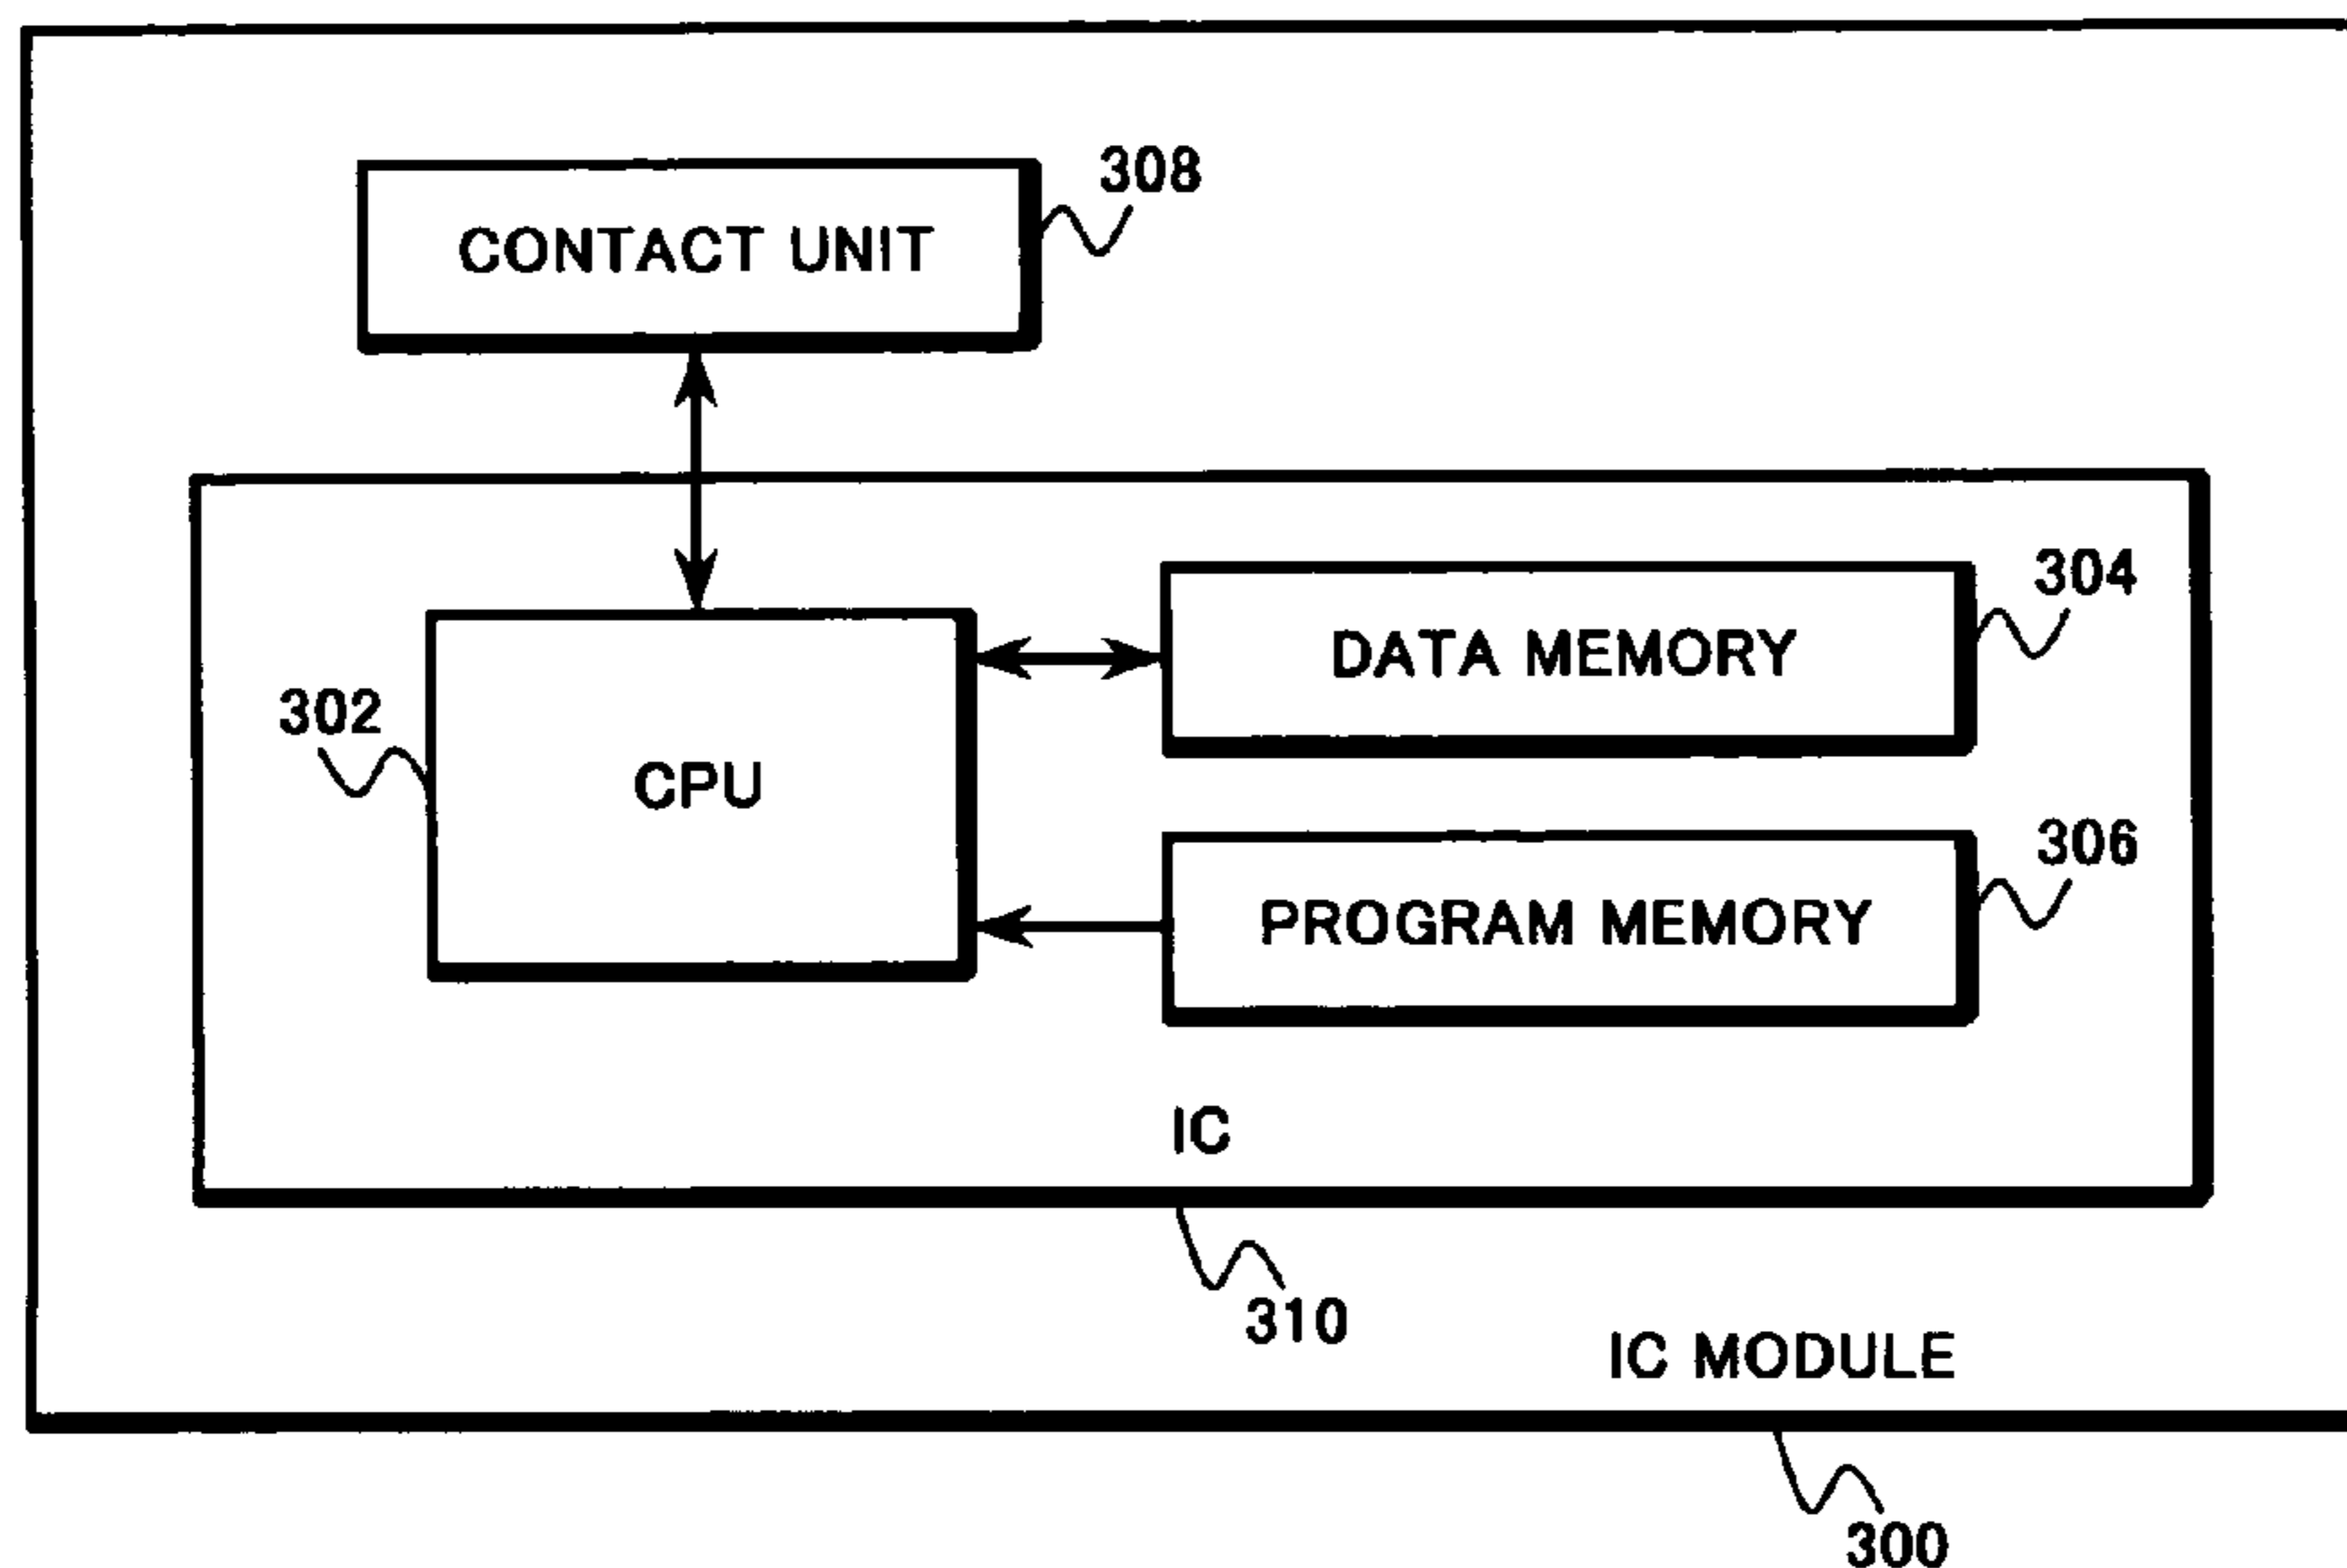 308
CONTACT UNIT
304
DATA MEMORY
302
CPU
306
PROGRAM MEMORY
IC
310
IC MODULE
300